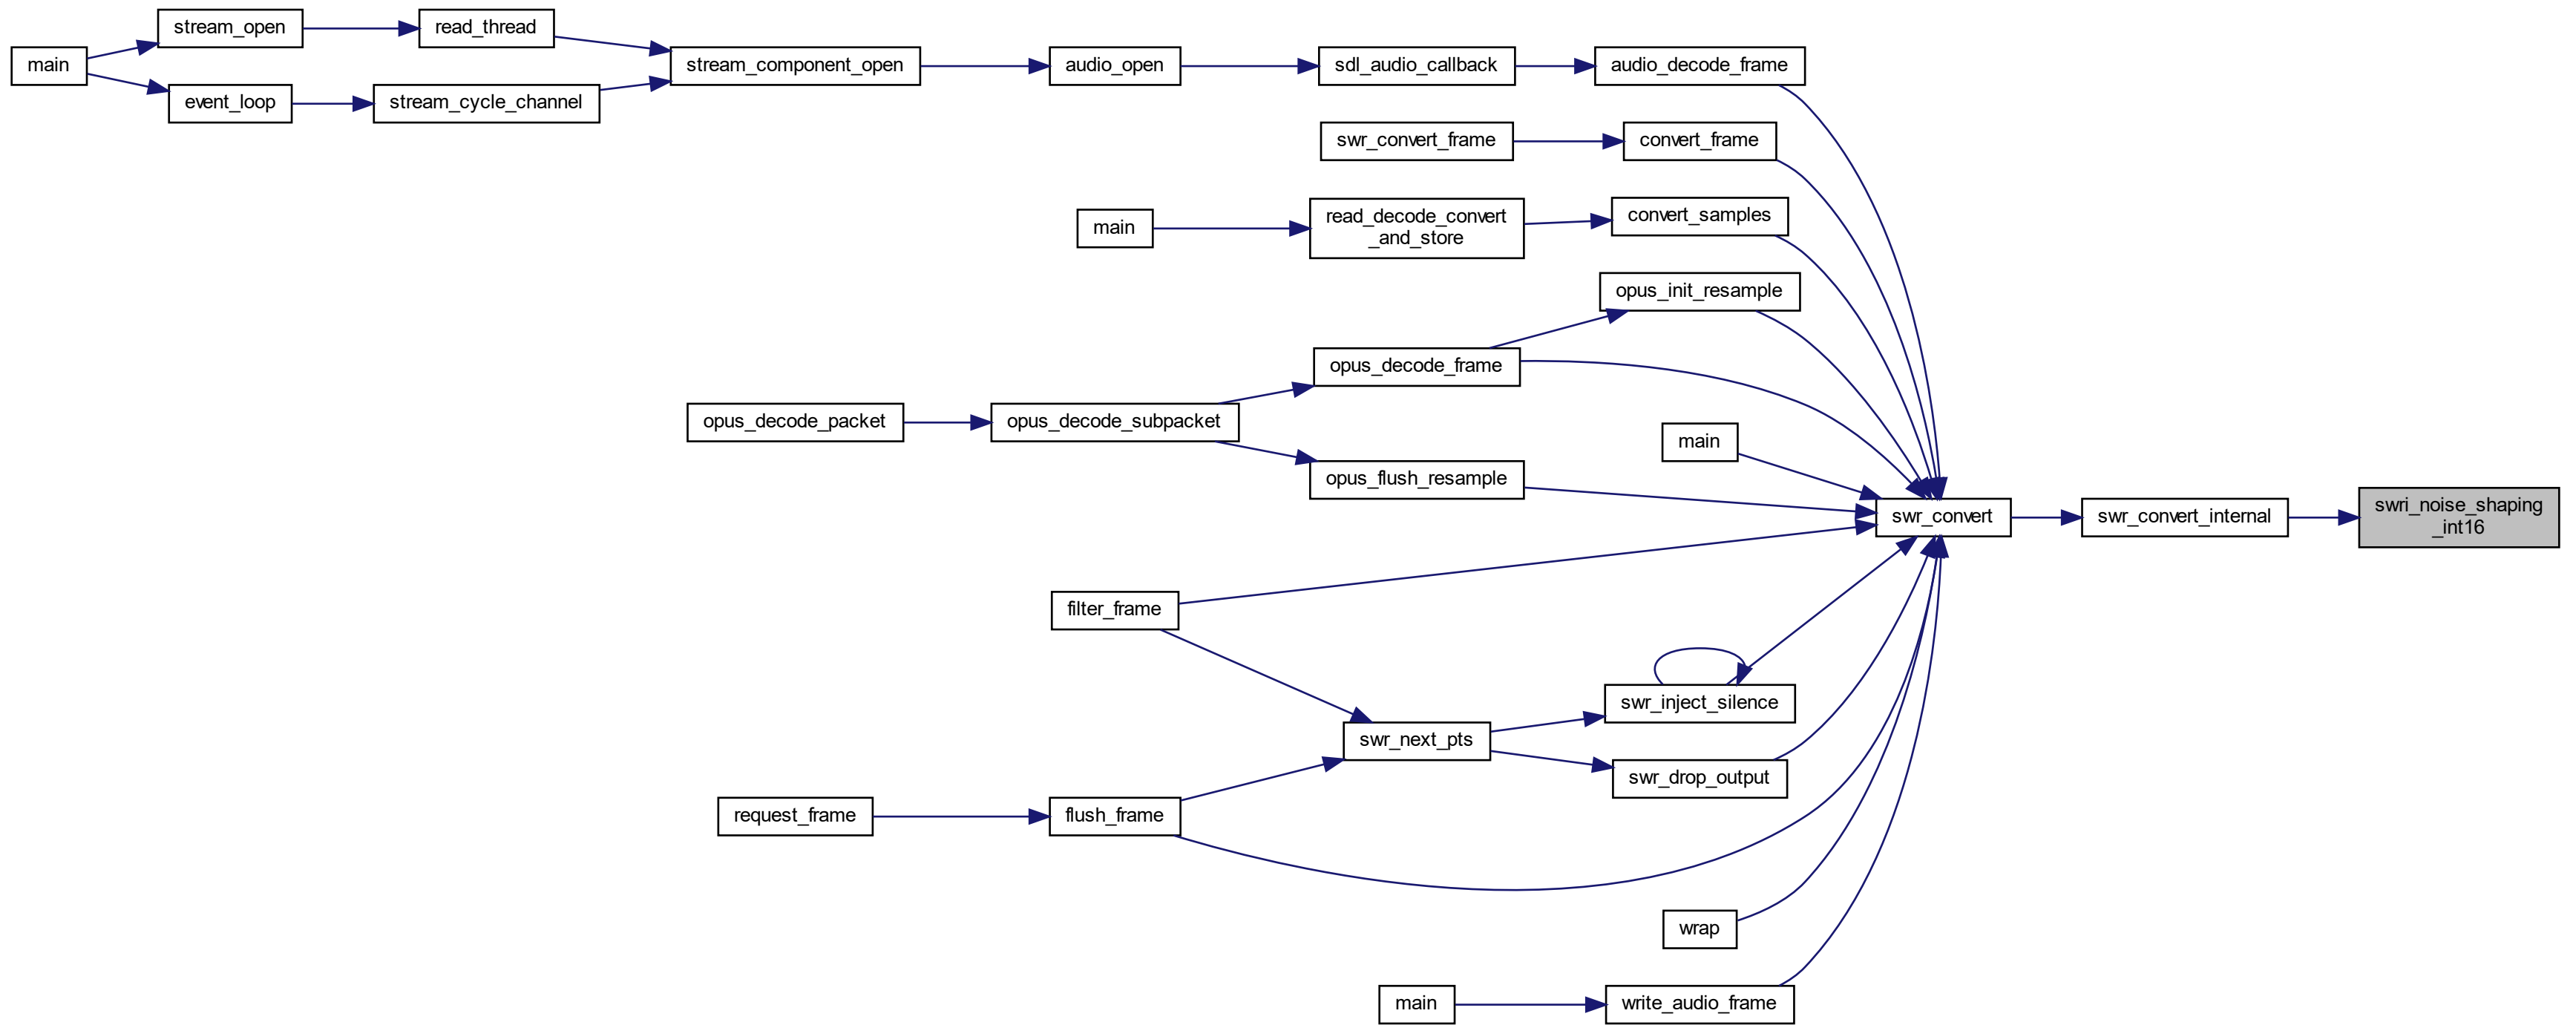 stream_open
read_thread
main
stream_component_open
audio_open
sdl_audio_callback
audio_decode_frame
event_loop
stream_cycle_channel
swr_convert_frame
convert_frame
main
read_decode_convert
_and_store
convert_samples
opus_init_resample
opus_decode_frame
opus_decode_packet
opus_decode_subpacket
main
opus_flush_resample
swr_convert
swr_convert_internal
swri_noise_shaping
_int16
filter_frame
swr_inject_silence
swr_next_pts
swr_drop_output
request_frame
flush_frame
wrap
main
write_audio_frame